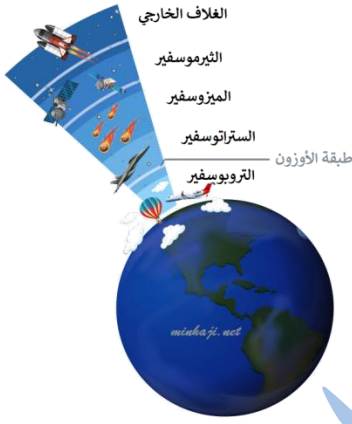 الغلاف الخارجي
الثيرموسفير
الميزوسفير
الستراتوسفير
طبقة الأوزون
التروبوسفير
minhaji.net